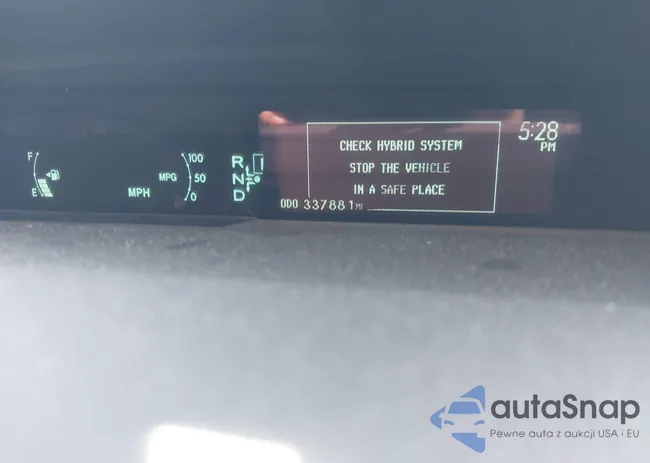 F
E
MPH
MPG
100
50
0
R
N
D
CHECK HYBRID SYSTEM
STOP THE VEHICLE
IN A SAFE PLACE
ODO 337881 MI
5:28
PM
autaSnap
Pewne auta z aukcji USA i EU